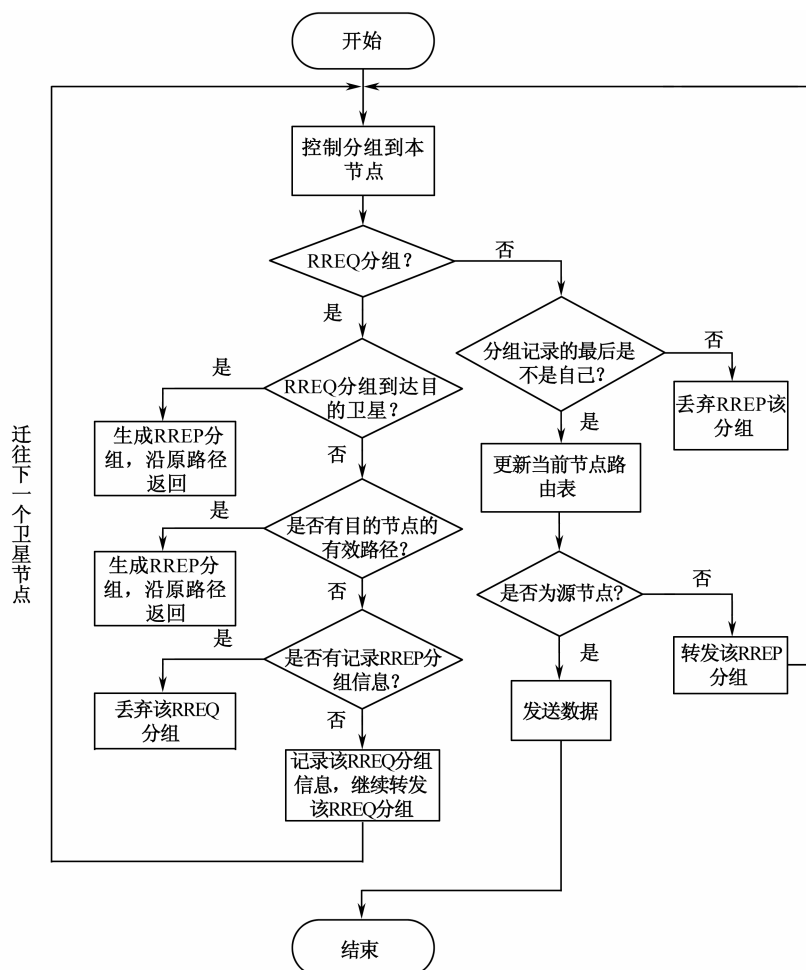 开始
控制分组到本
节点
RREQ分组？
否
是
分组记录的最后是
不是自己？
否
是
RREQ分组到达目
的卫星？
是
否
丢弃RREP该
分组
生成RREP分
组，沿原路径
返回
更新当前节点路
由表
是否有目的节点的
有效路径？
是
否
生成RREP分
组，沿原路径
返回
是否为源节点？
否
是
转发该RREP
分组
是否有记录RREP分
组信息？
是
否
丢弃该RREQ
分组
发送数据
记录该RREQ分组
信息，继续转发
该RREQ分组
迁往下一个卫星节点
结束